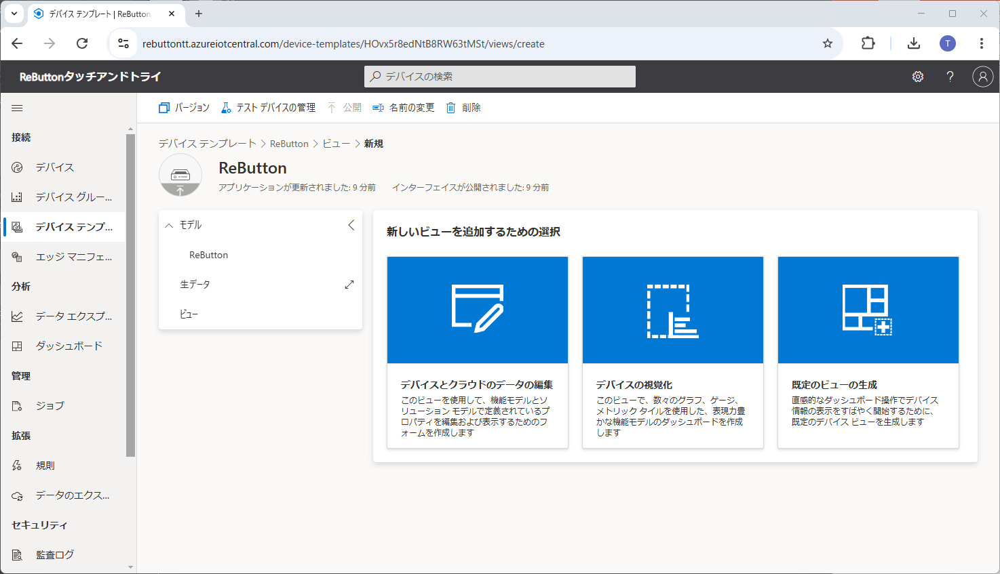 デバイス テンプレート | ReButton
rebuttontt.azureiotcentral.com/device-templates/HOvx5r8edNtB8RW63tMSt/views/create
T
ReButtonタッチアンドトライ
デバイスの検索
?
バージョン
テスト デバイスの管理
公開
名前の変更
削除
接続
デバイス
デバイス グルー...
デバイス テンプ...
エッジ マニフェ...
分析
データ エクスプ...
ダッシュボード
管理
ジョブ
拡張
規則
データのエクス...
セキュリティ
監査ログ
デバイス テンプレート > ReButton > ビュー > 新規
ReButton
アプリケーションが更新されました: 9 分前
インターフェイスが公開されました: 9 分前
モデル
ReButton
生データ
ビュー
新しいビューを追加するための選択
デバイスとクラウドのデータの編集
このビューを使用して、機能モデルとソ
リューション モデルで定義されているプ
ロパティを編集および表示するためのフ
ォームを作成します
デバイスの視覚化
このビューで、数々のグラフ、ゲージ、
メトリック タイルを使用した、表現力豊
かな機能モデルのダッシュボードを作成
します
既定のビューの生成
直感的なダッシュボード操作でデバイス
情報の表示をすばやく開始するために、
既定のデバイス ビューを生成します